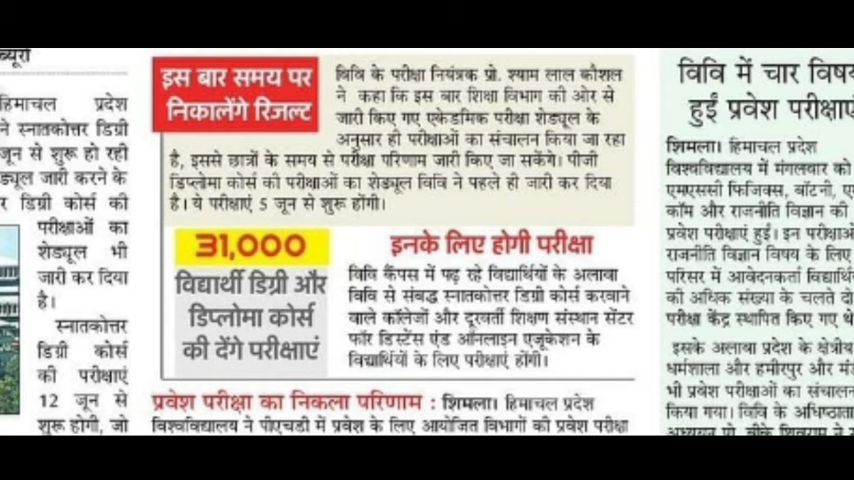 ब्यूरो
हिमाचल प्रदेश
ने स्नातकोत्तर डिग्री
जून से शुरू हो रही
ड्यूल जारी करने के
र डिग्री कोर्स की
परीक्षाओं का
शेड्यूल भी
जारी कर दिया
है।
स्नातकोत्तर
डिग्री कोर्स
की परीक्षाएं
12 जून से
शुरू होगी, जो
इस बार समय पर
निकालेंगे रिजल्ट
विवि के परीक्षा नियंत्रक प्रो. श्याम लाल कौशल
ने कहा कि इस बार शिक्षा विभाग की ओर से
जारी किए गए एकेडमिक परीक्षा शेड्यूल के
अनुसार ही परीक्षाओं का संचालन किया जा रहा
है, इससे छात्रों के समय से परीक्षा परिणाम जारी किए जा सकेंगे। पीजी
डिप्लोमा कोर्स की परीक्षाओं का शेड्यूल विवि ने पहले ही जारी कर दिया
है। ये परीक्षाएं 5 जून से शुरू होंगी।
31,000
विद्यार्थी डिग्री और
डिप्लोमा कोर्स
की देंगे परीक्षाएं
इनके लिए होगी परीक्षा
विवि कैंपस में पढ़ रहे विद्यार्थियों के अलावा
विवि से संबद्ध स्नातकोत्तर डिग्री कोर्स करवाने
वाले कॉलेजों और दूरवर्ती शिक्षण संस्थान सेंटर
फॉर डिस्टेंस एंड ऑनलाइन एजूकेशन के
विद्यार्थियों के लिए परीक्षाएं होंगी।
प्रवेश परीक्षा का निकला परिणाम : शिमला। हिमाचल प्रदेश
विश्वविद्यालय ने पीएचडी में प्रवेश के लिए आयोजित विभागों की प्रवेश परीक्षा
विवि में चार विषय
हुईं प्रवेश परीक्षाएं
शिमला। हिमाचल प्रदेश
विश्वविद्यालय में मंगलवार को
एमएससी फिजिक्स, बॉटनी, ए
कॉम और राजनीति विज्ञान की
प्रवेश परीक्षाएं हुईं। इन परीक्षाओं
राजनीति विज्ञान विषय के लिए
परिसर में आवेदनकर्ता विद्यार्थि
की अधिक संख्या के चलते दो
परीक्षा केंद्र स्थापित किए गए थे
इसके अलावा प्रदेश के क्षेत्रीय
धर्मशाला और हमीरपुर और मं
भी प्रवेश परीक्षाओं का संचालन
किया गया। विवि के अधिष्ठाता
अध्ययन प्रो.